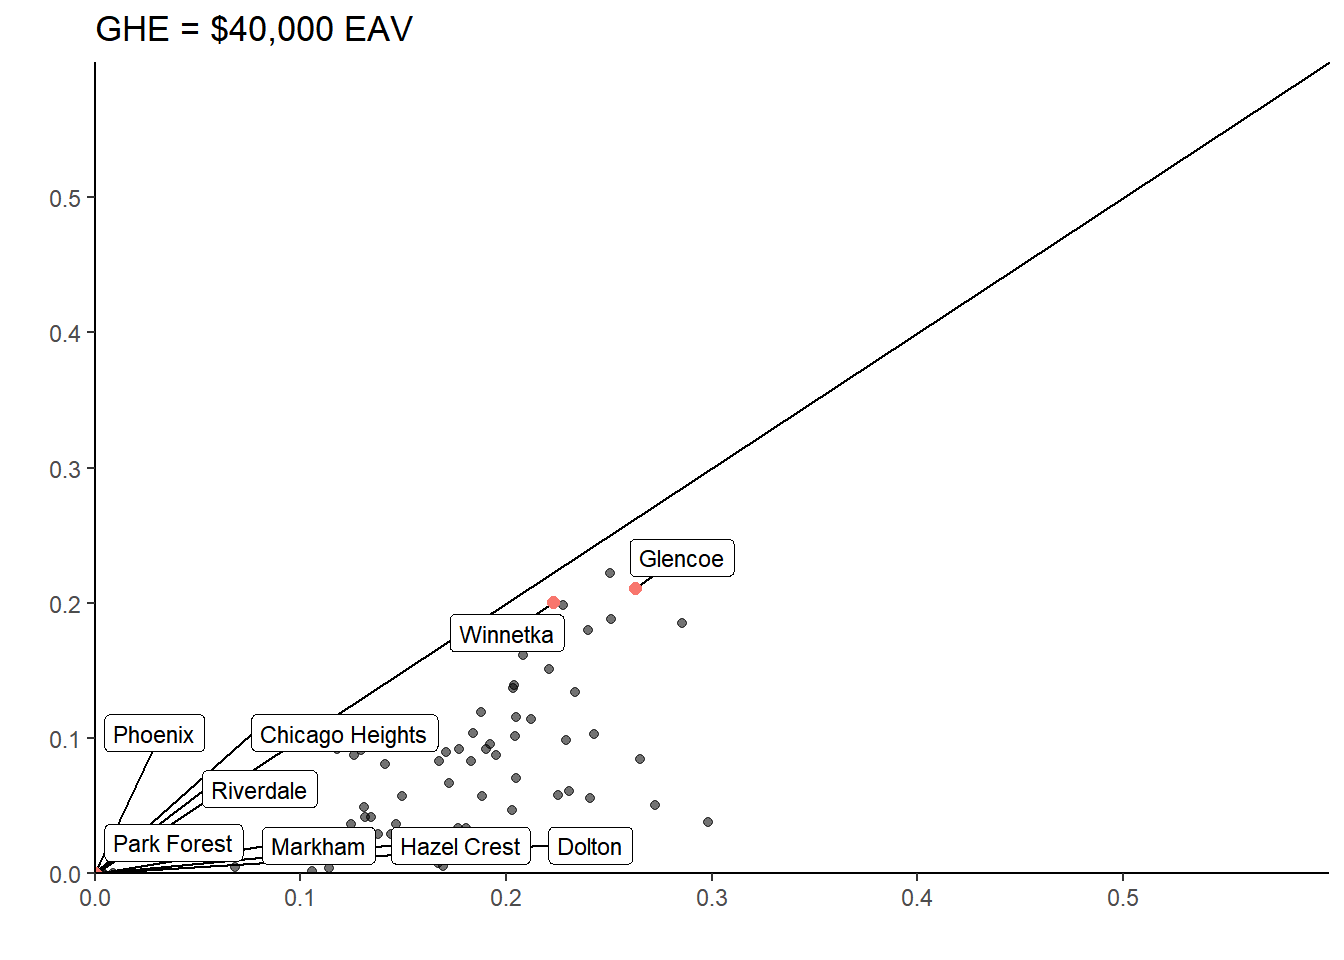 GHE = $40,000 EAV
0.5
0.4
0.3
Glencoe
0.2
Winnetka
Phoenix
Chicago Heights
0.1
Riverdale
Park Forest
Markham
Hazel Crest
Dolton
0.0
0.0 0.1 0.2 0.3 0.4 0.5